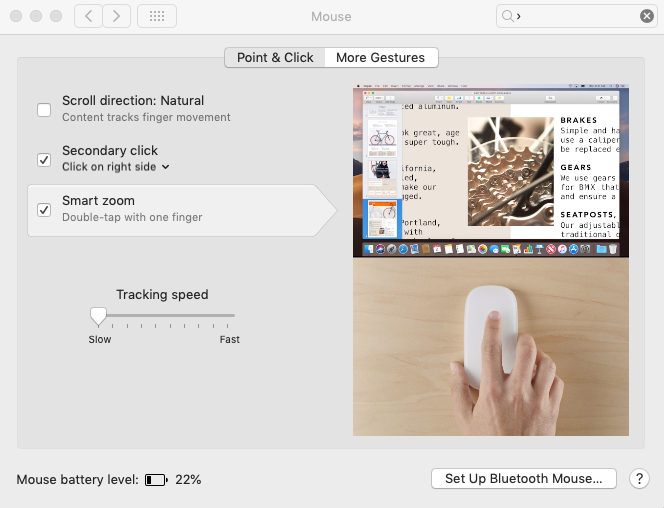 Mouse
›
Point & Click
More Gestures
Scroll direction: Natural
Content tracks finger movement
Secondary click
Click on right side
Smart zoom
Double-tap with one finger
Tracking speed
Slow
Fast
ced aluminum.
ok great, age
super tough.
ifornia,
led,
make our
aged.
Portland,
with
BRAKES
Simple and ha
use a caliper
be replaced e
GEARS
We use gears
for BMX that
and ensure a
SEATPOSTS,
Our adjustabl
traditional q
Mouse battery level:
22%
Set Up Bluetooth Mouse...
?